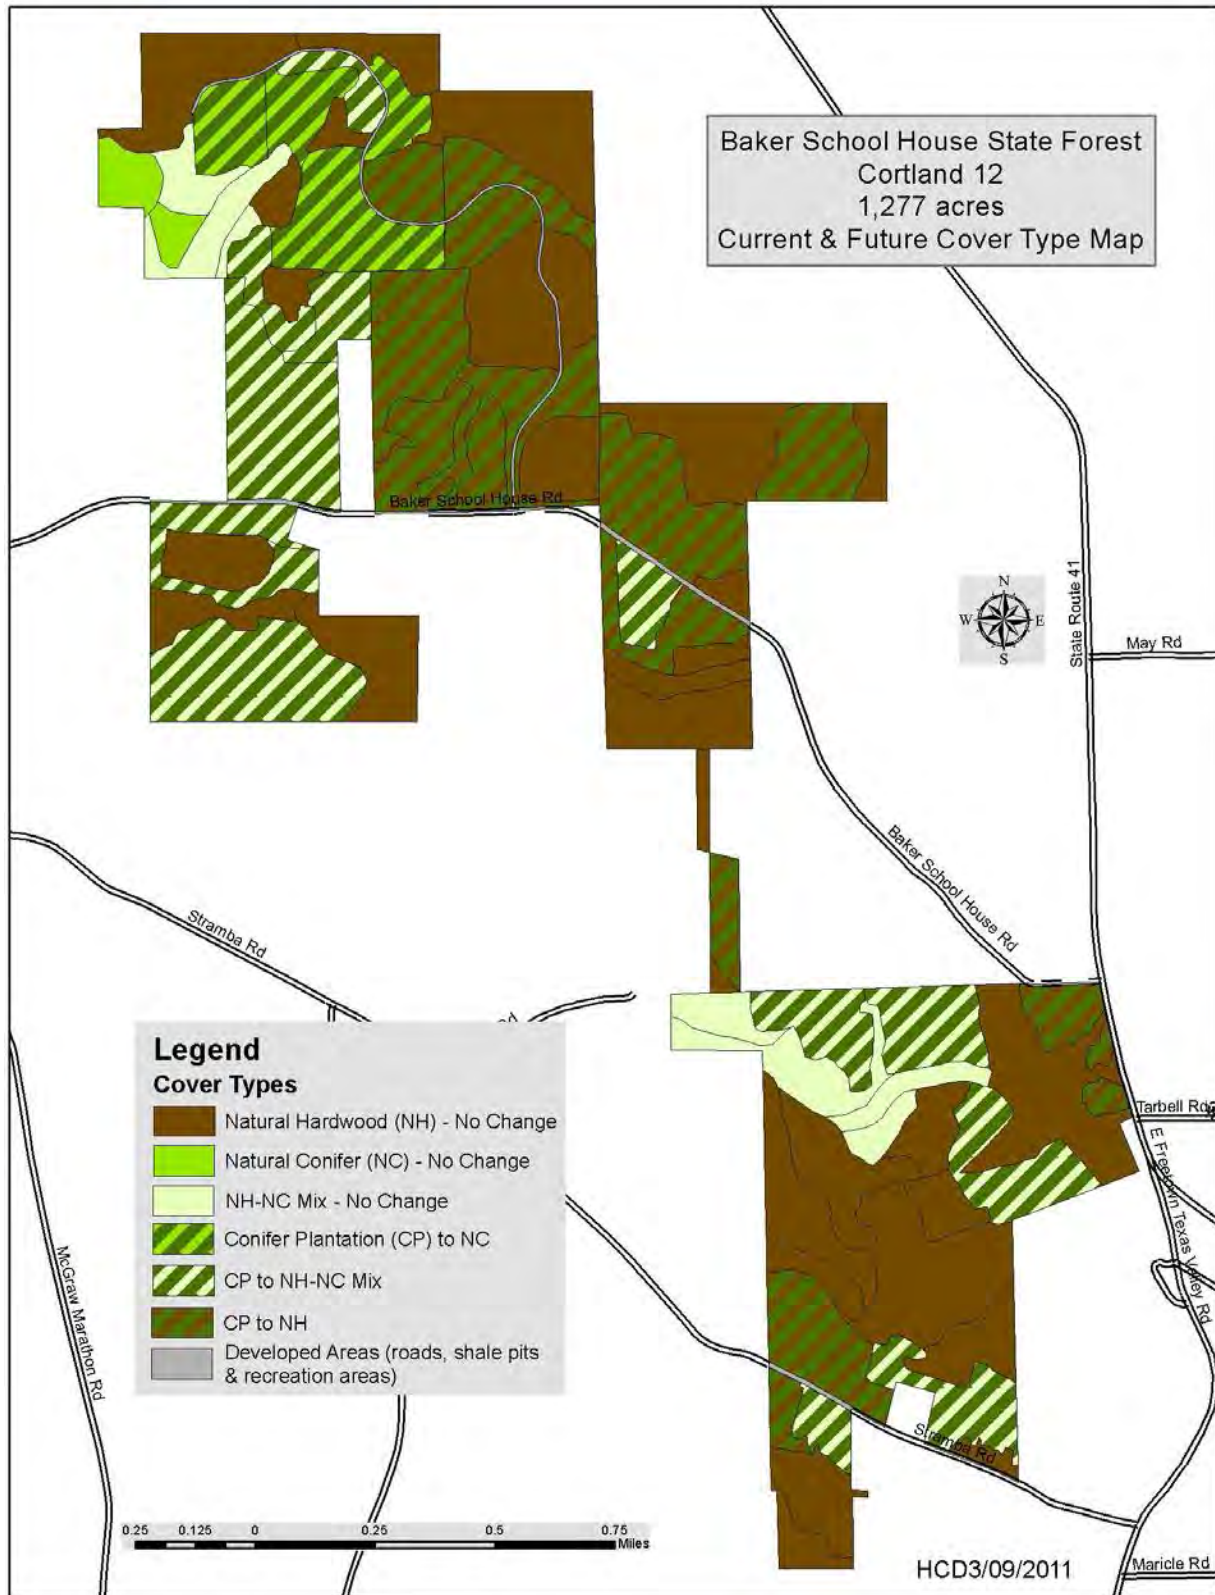 Baker School House State Forest
Cortland 12
1,277 acres
Current & Future Cover Type Map
Baker School House Rd
State Route 41
N
W
E
S
May Rd
Baker School House Rd
Stramba Rd
Rd
Tarbell Rd
E Freetown Texas Valley Rd
McGraw Marathon Rd
Legend
Cover Types
Natural Hardwood (NH) - No Change
Natural Conifer (NC) - No Change
NH-NC Mix - No Change
Conifer Plantation (CP) to NC
CP to NH-NC Mix
CP to NH
Developed Areas (roads, shale pits
& recreation areas)
Stramba Rd
0.25 0.125 0 0.25 0.5 0.75
Miles
HCD3/09/2011
Maricle Rd